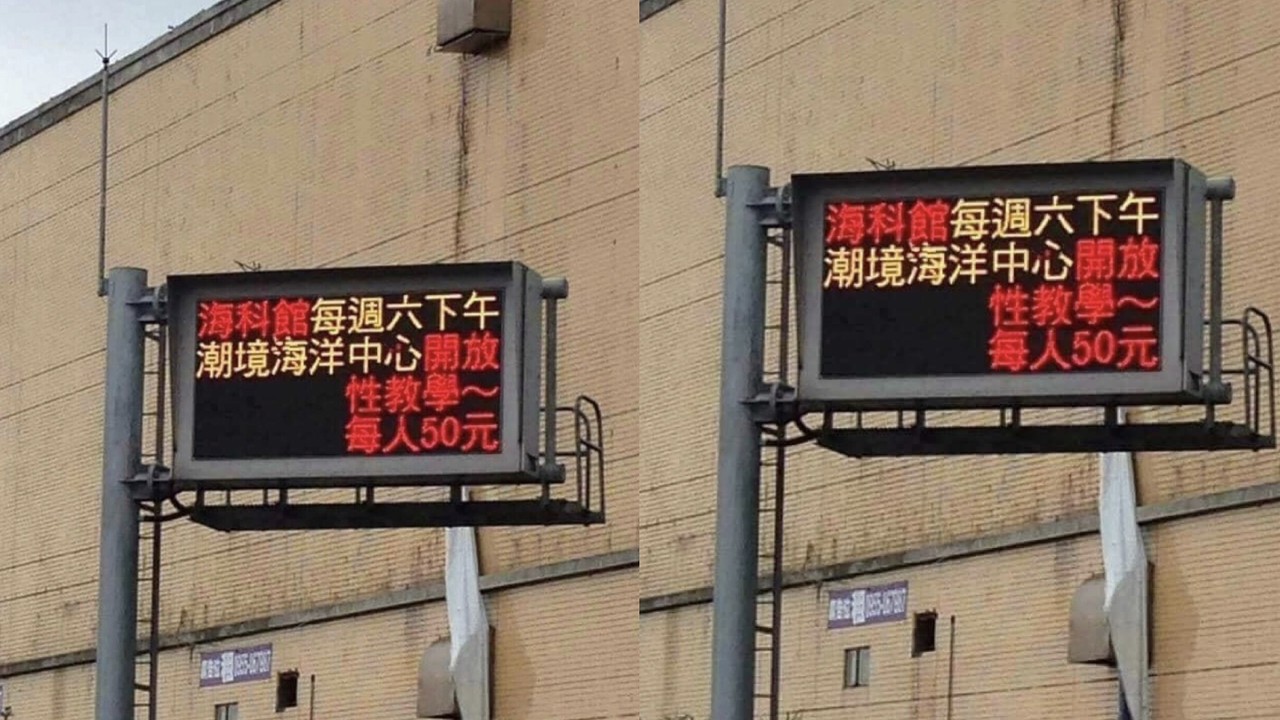 海科館每週六下午
潮境海洋中心開放
性教學～
每人50元
海科館每週六下午
潮境海洋中心開放
性教學～
每人50元